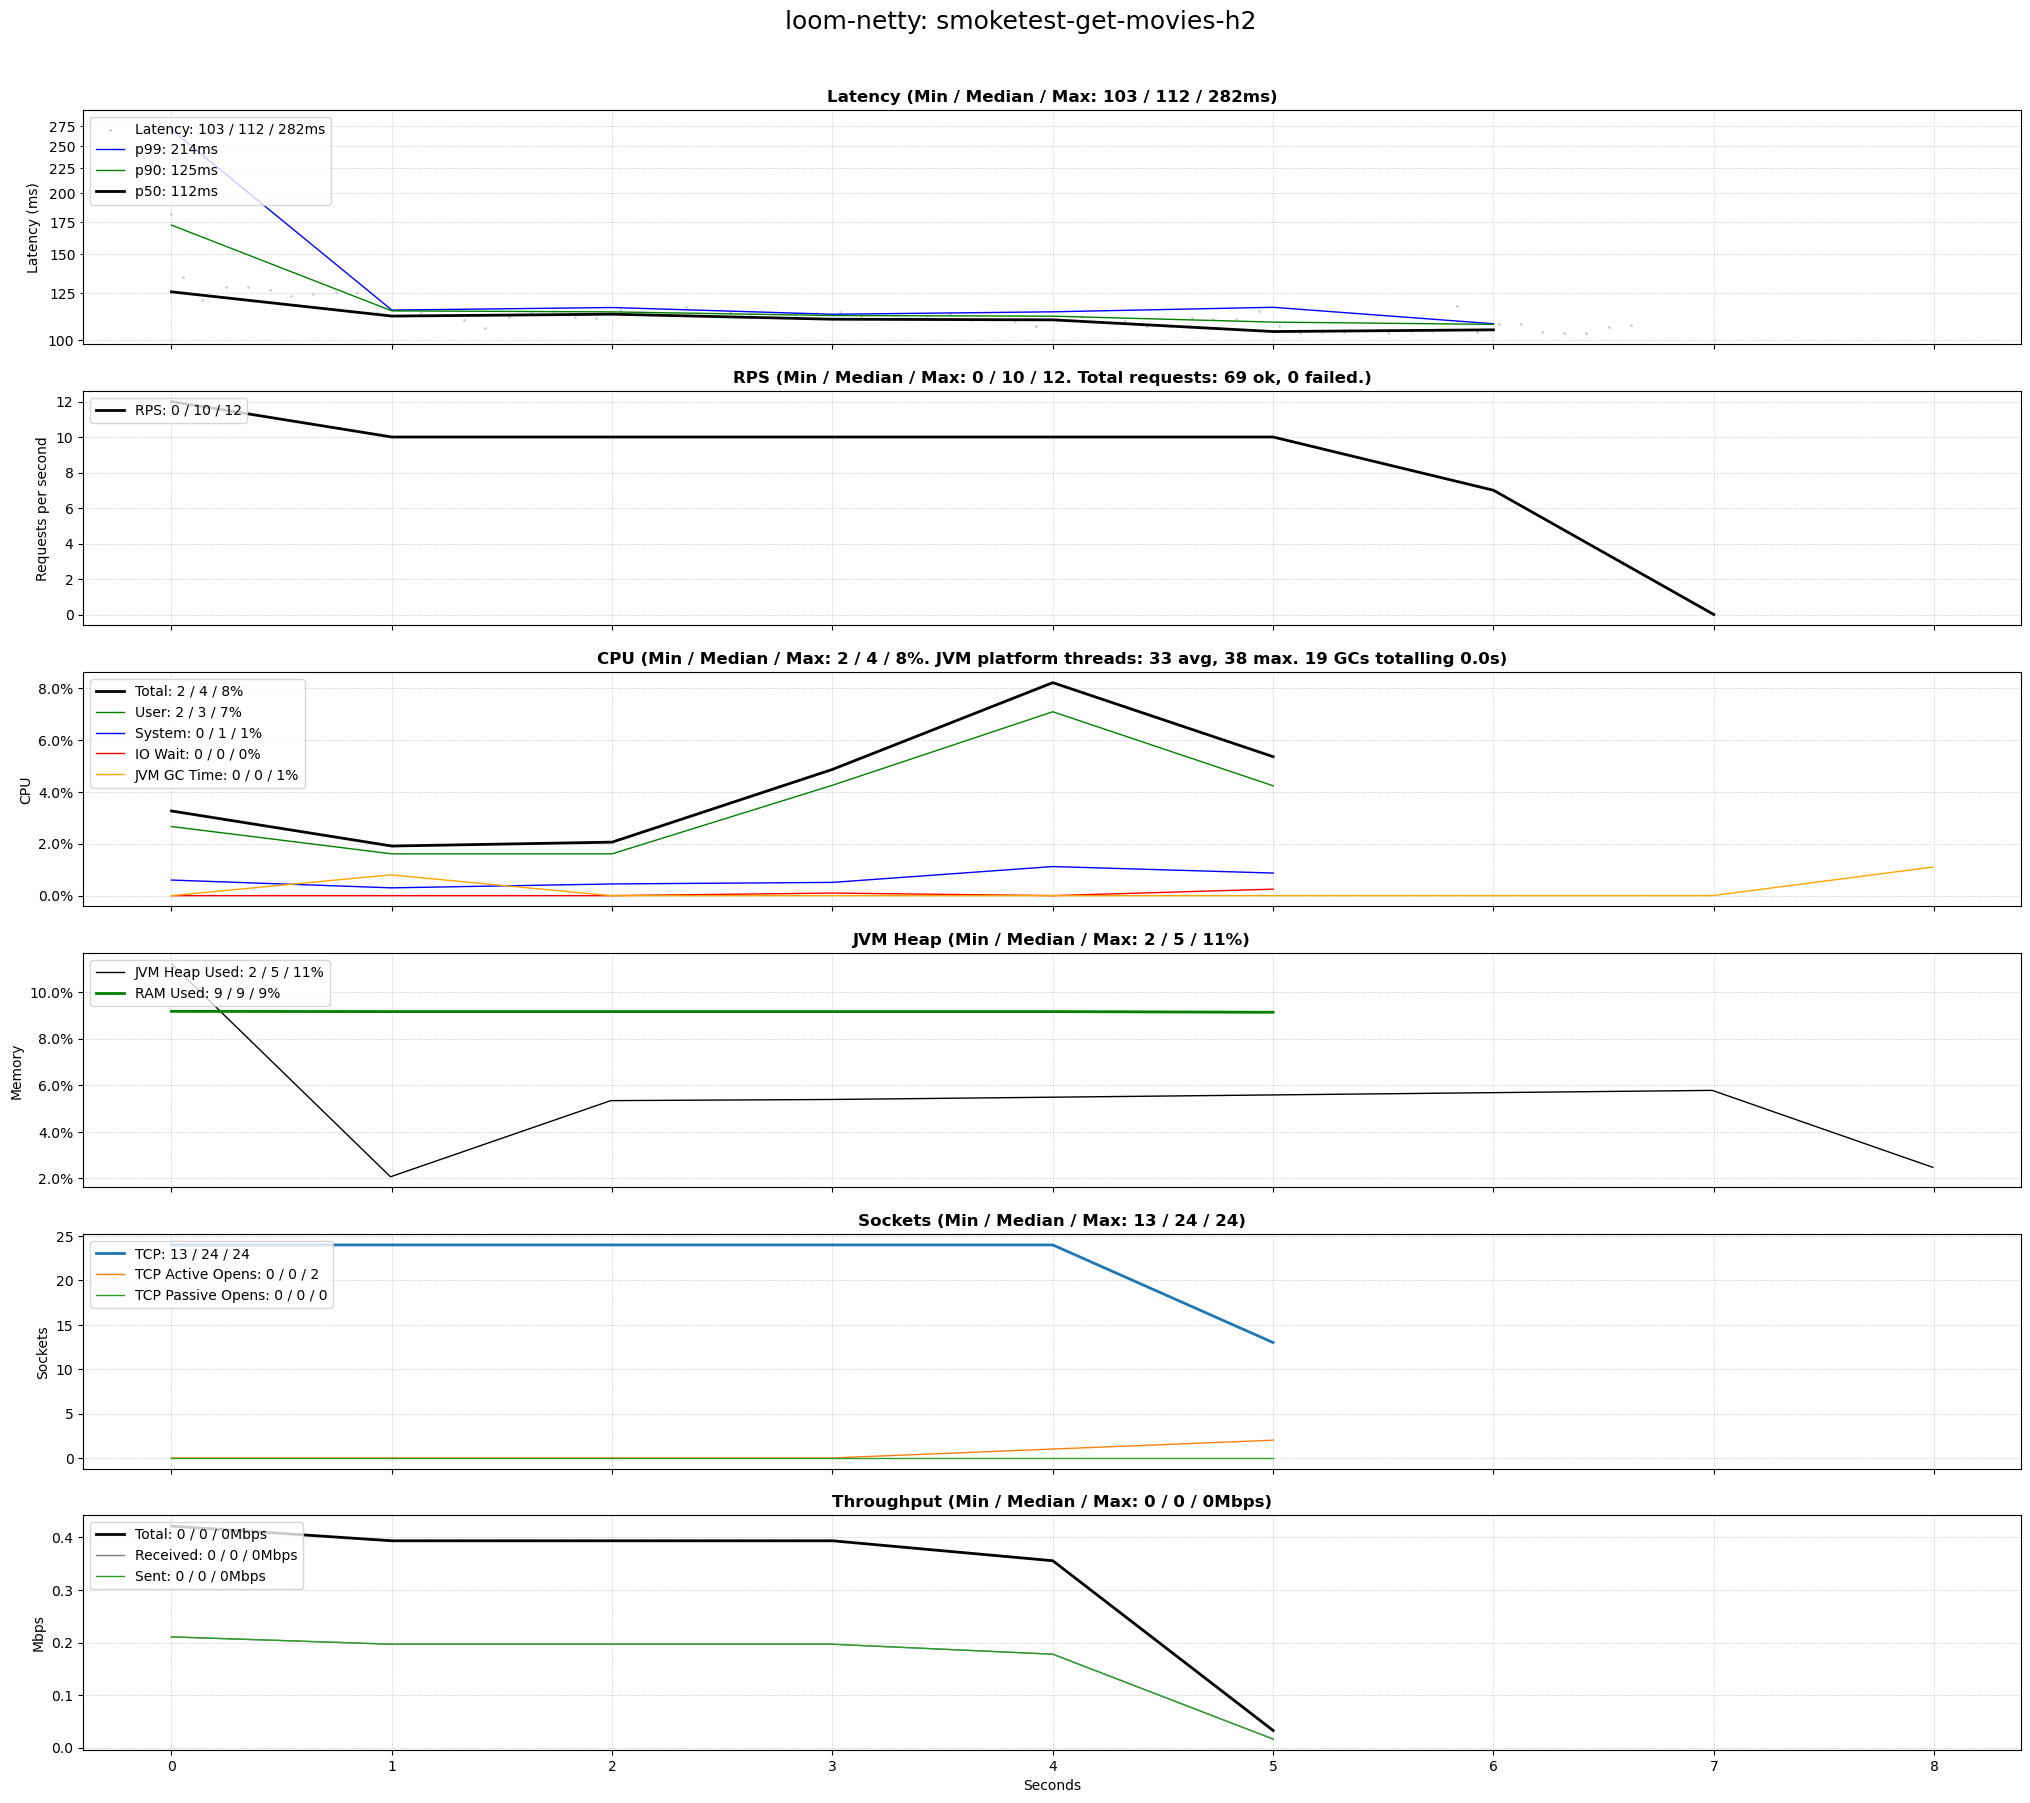 loom-netty: smoketest-get-movies-h2
Latency (Min / Median / Max: 103 / 112 / 282ms)
Latency (ms)
275
250
225
200
175
150
125
100
Latency: 103 / 112 / 282ms
p99: 214ms
p90: 125ms
p50: 112ms
RPS (Min / Median / Max: 0 / 10 / 12. Total requests: 69 ok, 0 failed.)
Requests per second
12
10
8
6
4
2
0
RPS: 0 / 10 / 12
CPU (Min / Median / Max: 2 / 4 / 8%. JVM platform threads: 33 avg, 38 max. 19 GCs totalling 0.0s)
CPU
8.0%
6.0%
4.0%
2.0%
0.0%
Total: 2 / 4 / 8%
User: 2 / 3 / 7%
System: 0 / 1 / 1%
IO Wait: 0 / 0 / 0%
JVM GC Time: 0 / 0 / 1%
JVM Heap (Min / Median / Max: 2 / 5 / 11%)
Memory
10.0%
8.0%
6.0%
4.0%
2.0%
JVM Heap Used: 2 / 5 / 11%
RAM Used: 9 / 9 / 9%
Sockets (Min / Median / Max: 13 / 24 / 24)
Sockets
25
20
15
10
5
0
TCP: 13 / 24 / 24
TCP Active Opens: 0 / 0 / 2
TCP Passive Opens: 0 / 0 / 0
Throughput (Min / Median / Max: 0 / 0 / 0Mbps)
Mbps
0.4
0.3
0.2
0.1
0.0
Total: 0 / 0 / 0Mbps
Received: 0 / 0 / 0Mbps
Sent: 0 / 0 / 0Mbps
0 1 2 3 4 5 6 7 8
Seconds